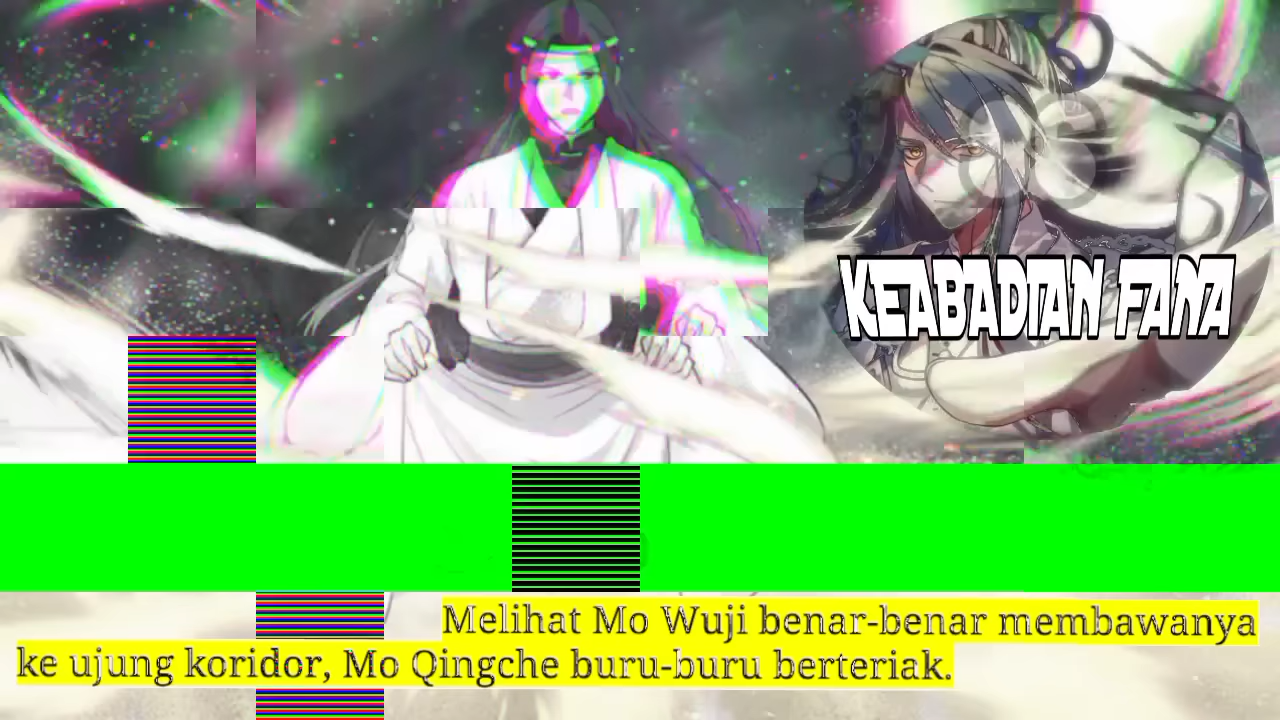 KEABADIAN FANA
Melihat Mo Wuji benar-benar membawanya
ke ujung koridor, Mo Qingche buru-buru berteriak.